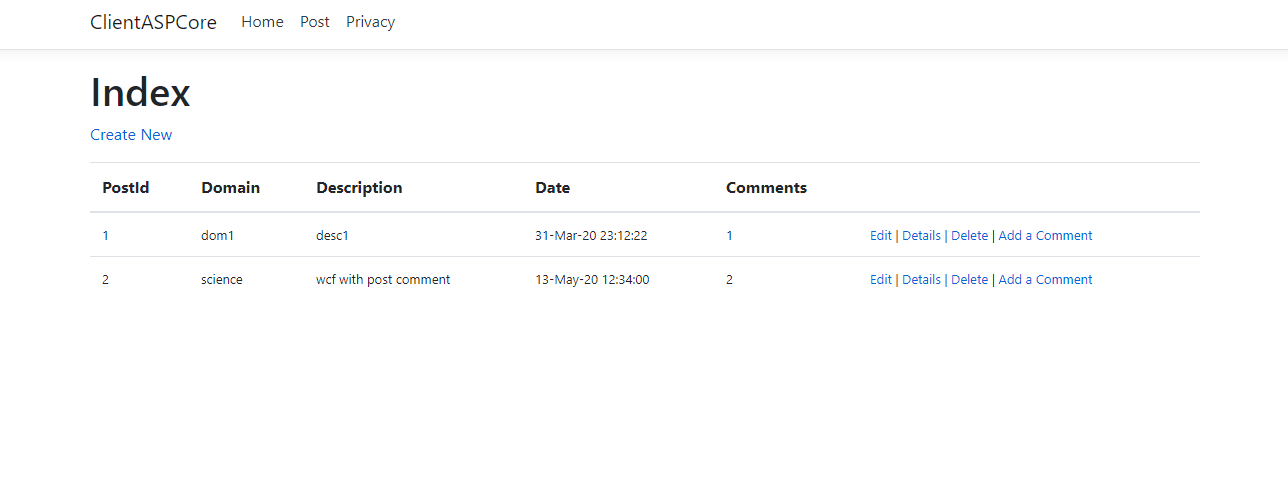 ClientASPCore Home Post Privacy
Index
Create New
PostId Domain Description Date Comments
1 dom1 desc1 31-Mar-20 23:12:22 1 Edit | Details | Delete | Add a Comment
2 science wcf with post comment 13-May-20 12:34:00 2 Edit | Details | Delete | Add a Comment